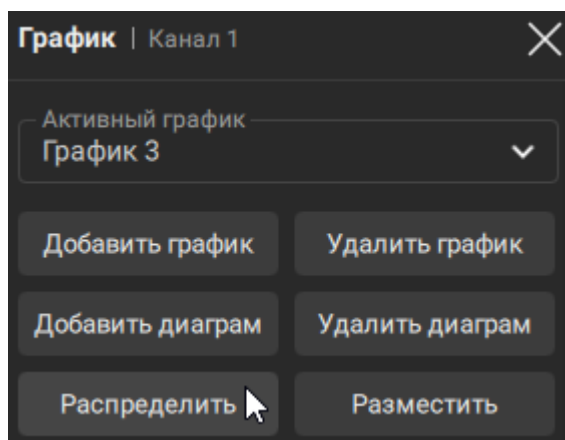 График | Канал 1
Активный график
График 3
Добавить график
Удалить график
Добавить диаграм
Удалить диаграм
Распределить
Разместить